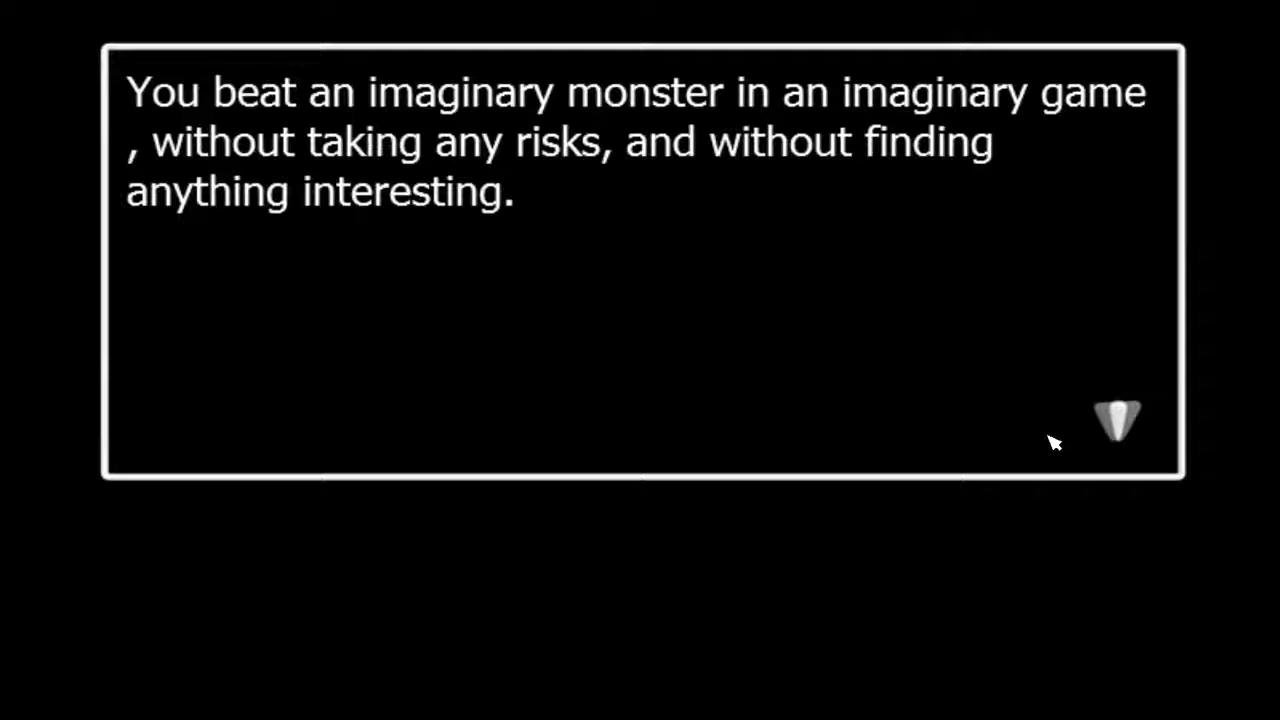 You beat an imaginary monster in an imaginary game
, without taking any risks, and without finding
anything interesting.